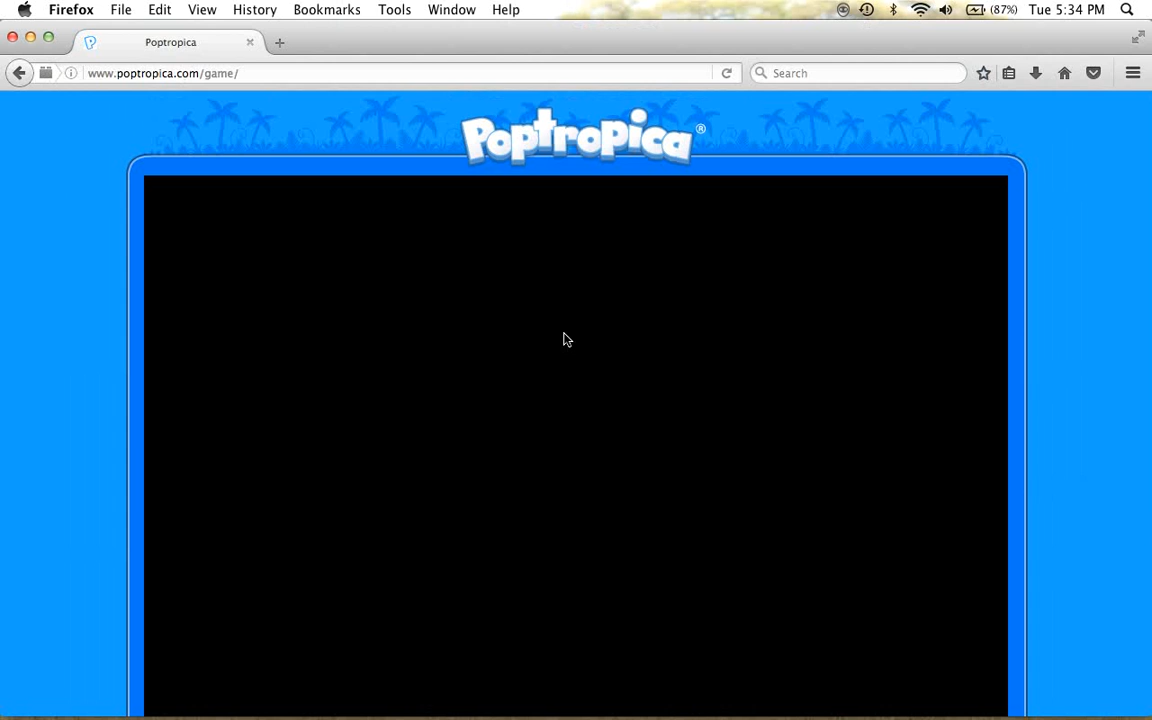 Firefox File Edit View History Bookmarks Tools Window Help (87%) Tue 5:34 PM
Poptropica
www.poptropica.com/game/ Search
Poptropica®